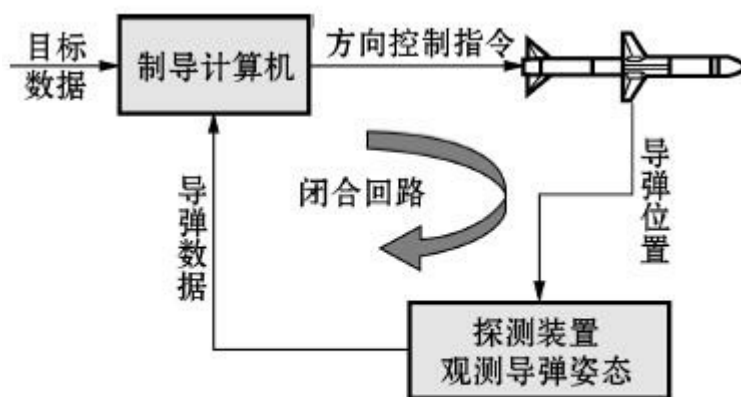 目标
数据
制导计算机
方向控制指令
闭合回路
导弹数据
导弹位置
探测装置
观测导弹姿态